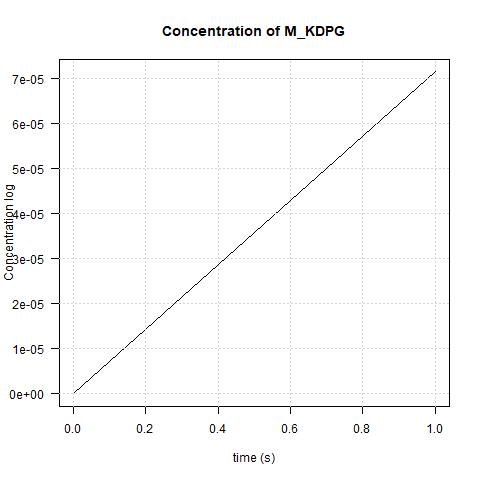 Concentration of M_KDPG
Concentration log
7e-05
6e-05
5e-05
4e-05
3e-05
2e-05
1e-05
0e+00
0.0 0.2 0.4 0.6 0.8 1.0
time (s)